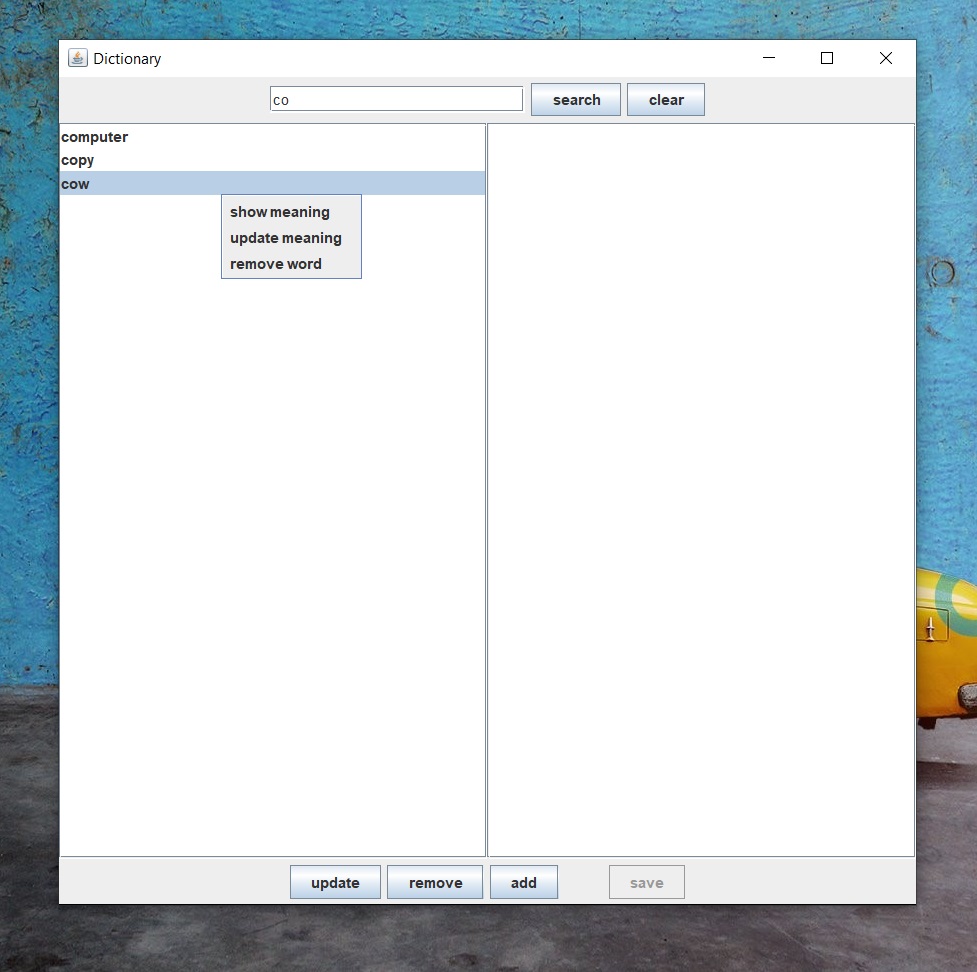 Dictionary
co search clear
computer
copy
cow
show meaning
update meaning
remove word
update remove add save